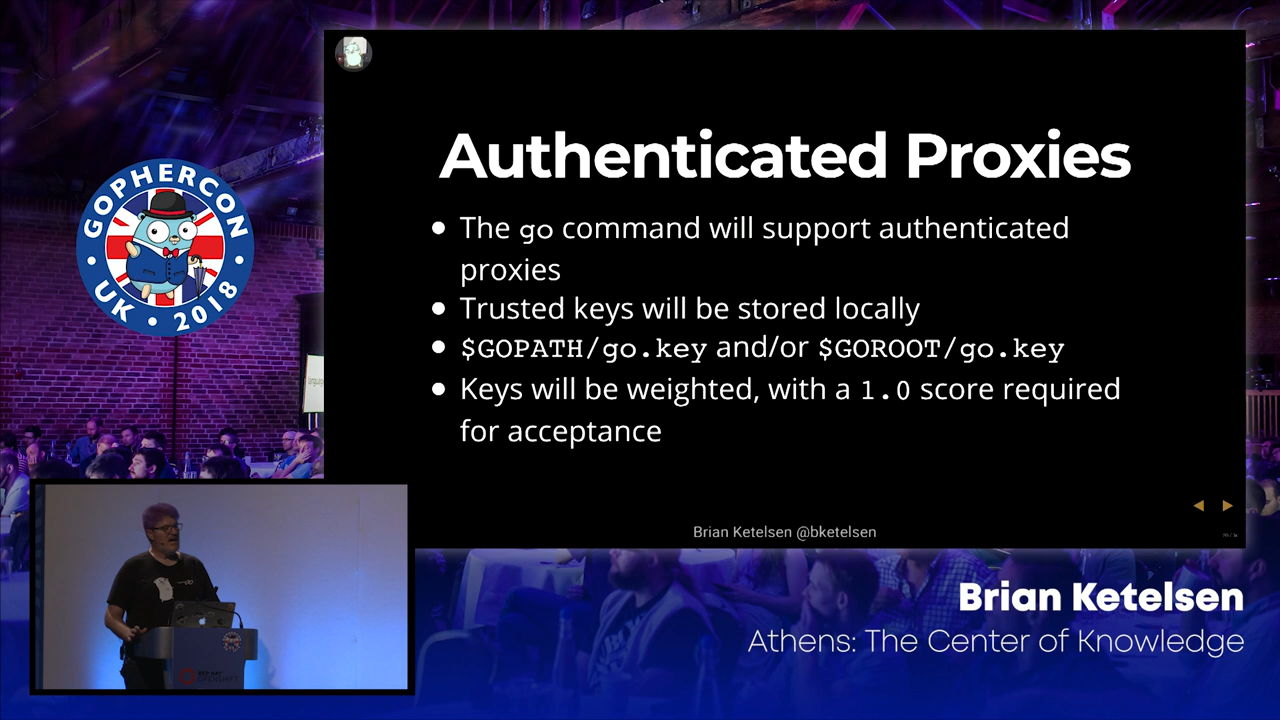 Authenticated Proxies
The go command will support authenticated
proxies
Trusted keys will be stored locally
$GOPATH/go.key and/or $GOROOT/go.key
Keys will be weighted, with a 1.0 score required
for acceptance
Brian Ketelsen @bketelsen
GOPHERCON
UK • 2018
Brian Ketelsen
Athens: The Center of Knowledge